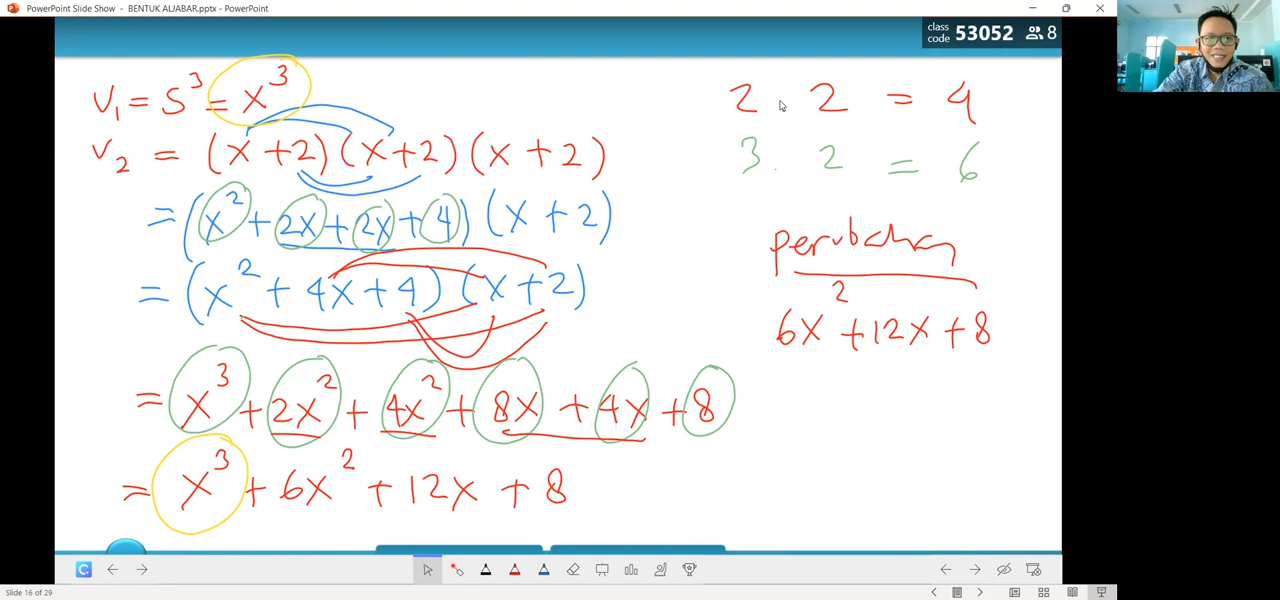 PowerPoint Slide Show - BENTUK ALJABAR.pptx - PowerPoint
class code 53052 8
V₁ = S³ = x³
V₂ = (x + 2)(x + 2)(x + 2)
= (x² + 2x + 2x + 4)(x + 2)
= (x² + 4x + 4)(x + 2)
= x³ + 2x² + 4x² + 8x + 4x + 8
= x³ + 6x² + 12x + 8
2 . 2 = 4
3 . 2 = 6
perubahan
6x² + 12x + 8
C
Slide 16 of 29